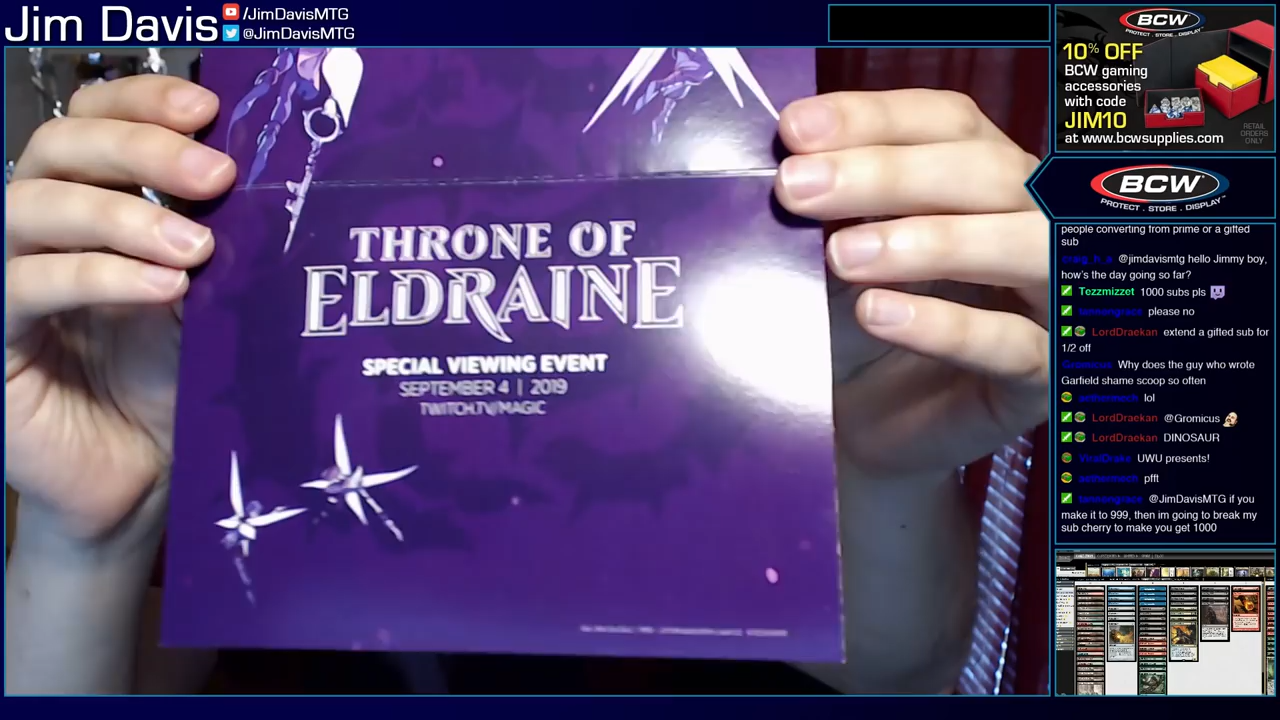 Jim Davis
/JimDavisMTG
@JimDavisMTG
THRONE OF
ELDRAINE
SPECIAL VIEWING EVENT
SEPTEMBER 4 | 2019
TWITCH.TV/MAGIC
BCW
PROTECT . STORE . DISPLAY
10% OFF
BCW gaming
accessories
with code
JIM10
at www.bcwsupplies.com
RETAIL
ORDERS
ONLY
BCW
PROTECT . STORE . DISPLAY
people converting from prime or a gifted
sub
@jimdavismtg hello Jimmy boy,
how's the day going so far?
Tezzmizzet 1000 subs pls
please no
LordDraekan extend a gifted sub for
1/2 off
Gromicus Why does the guy who wrote
Garfield shame scoop so often
lol
LordDraekan @Gromicus
LordDraekan DINOSAUR
ViralDrake UWU presents!
pfft
@JimDavisMTG if you
make it to 999, then im going to break my
sub cherry to make you get 1000